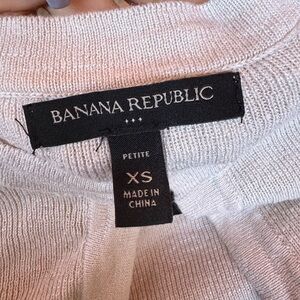 BANANA REPUBLIC
PETITE
XS
MADE IN
CHINA